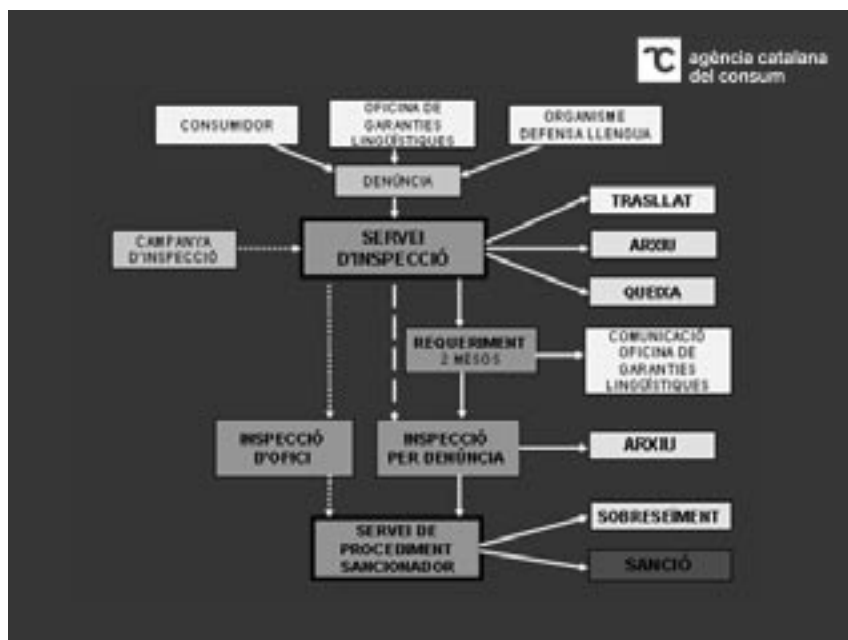 agència catalana
del consum
CONSUMIDOR
OFICINA DE
GARANTIES
LINGÜÍSTIQUES
ORGANISME
DEFENSA LLENGUA
DENÚNCIA
TRASLLAT
CAMPANYA
D'INSPECCIÓ
SERVEI
D'INSPECCIÓ
ARXIU
QUEIXA
REQUERIMENT
2 MESOS
COMUNICACIÓ
OFICINA DE
GARANTIES
LINGÜÍSTIQUES
INSPECCIÓ
D'OFICI
INSPECCIÓ
PER DENÚNCIA
ARXIU
SERVEI DE
PROCEDIMENT
SANCIONADOR
SOBRESEIMENT
SANCIÓ